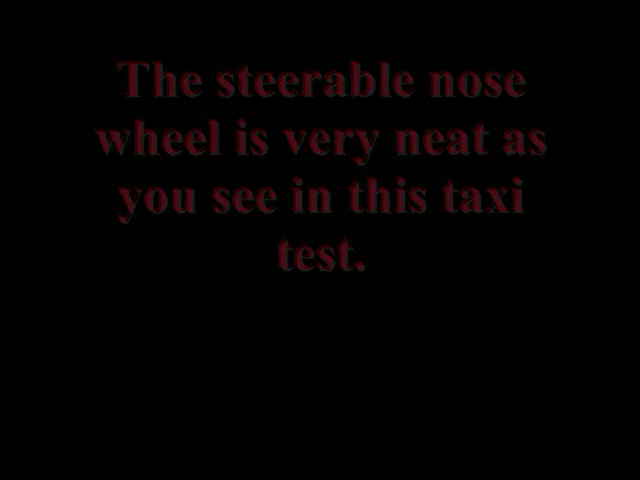 The steerable nose
wheel is very neat as
you see in this taxi
test.